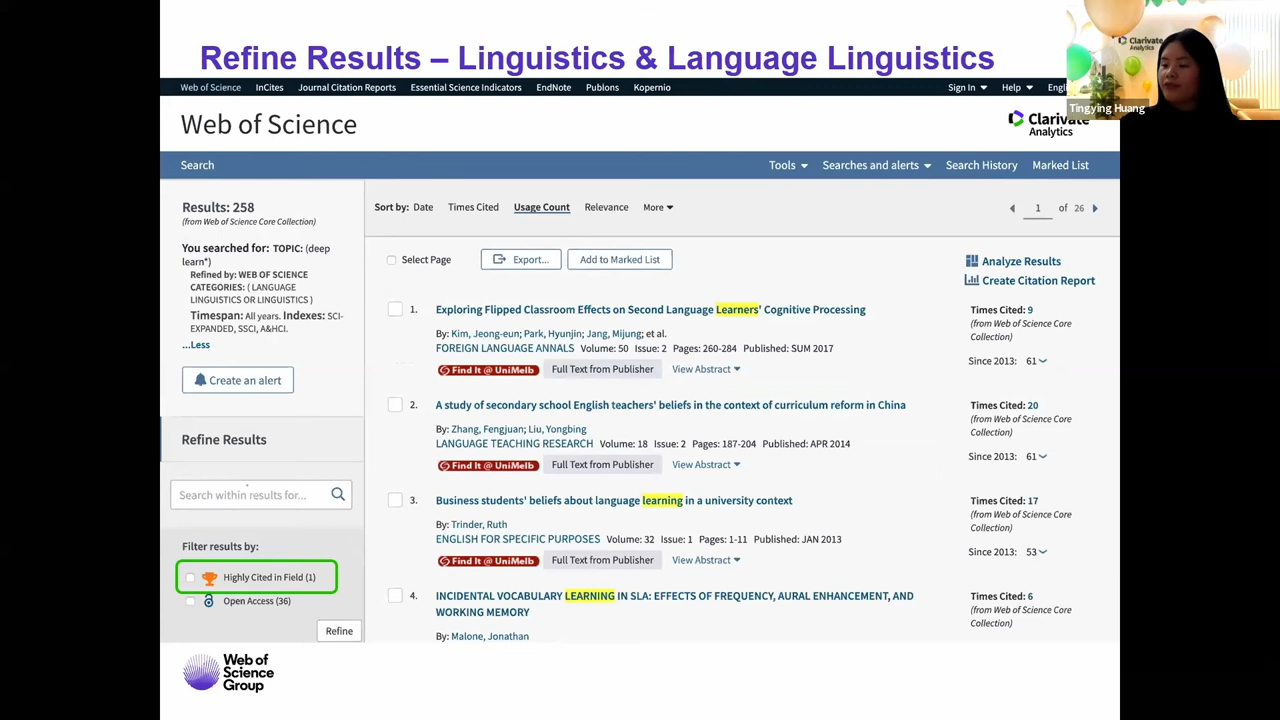 Refine Results – Linguistics & Language Linguistics
Clarivate
Analytics
Tingying Huang
Web of Science InCites Journal Citation Reports Essential Science Indicators EndNote Publons Kopernio Sign In Help
Web of Science
Clarivate
Analytics
Search Tools Searches and alerts Search History Marked List
Results: 258
(from Web of Science Core Collection)
You searched for: TOPIC: (deep
learn*)
Refined by: WEB OF SCIENCE
CATEGORIES: ( LANGUAGE
LINGUISTICS OR LINGUISTICS )
Timespan: All years. Indexes: SCI-
EXPANDED, SSCI, A&HCI.
...Less
Create an alert
Refine Results
Search within results for...
Filter results by:
Highly Cited in Field (1)
Open Access (36)
Refine
Sort by: Date Times Cited Usage Count Relevance More
1 of 26
Select Page Export... Add to Marked List
Analyze Results
Create Citation Report
1. Exploring Flipped Classroom Effects on Second Language Learners' Cognitive Processing
By: Kim, Jeong-eun; Park, Hyunjin; Jang, Mijung; et al.
FOREIGN LANGUAGE ANNALS Volume: 50 Issue: 2 Pages: 260-284 Published: SUM 2017
Find It @ UniMelb Full Text from Publisher View Abstract
Times Cited: 9
(from Web of Science Core
Collection)
Since 2013: 61
2. A study of secondary school English teachers' beliefs in the context of curriculum reform in China
By: Zhang, Fengjuan; Liu, Yongbing
LANGUAGE TEACHING RESEARCH Volume: 18 Issue: 2 Pages: 187-204 Published: APR 2014
Find It @ UniMelb Full Text from Publisher View Abstract
Times Cited: 20
(from Web of Science Core
Collection)
Since 2013: 61
3. Business students' beliefs about language learning in a university context
By: Trinder, Ruth
ENGLISH FOR SPECIFIC PURPOSES Volume: 32 Issue: 1 Pages: 1-11 Published: JAN 2013
Find It @ UniMelb Full Text from Publisher View Abstract
Times Cited: 17
(from Web of Science Core
Collection)
Since 2013: 53
4. INCIDENTAL VOCABULARY LEARNING IN SLA: EFFECTS OF FREQUENCY, AURAL ENHANCEMENT, AND
WORKING MEMORY
By: Malone, Jonathan
Times Cited: 6
(from Web of Science Core
Collection)
Web of
Science
Group